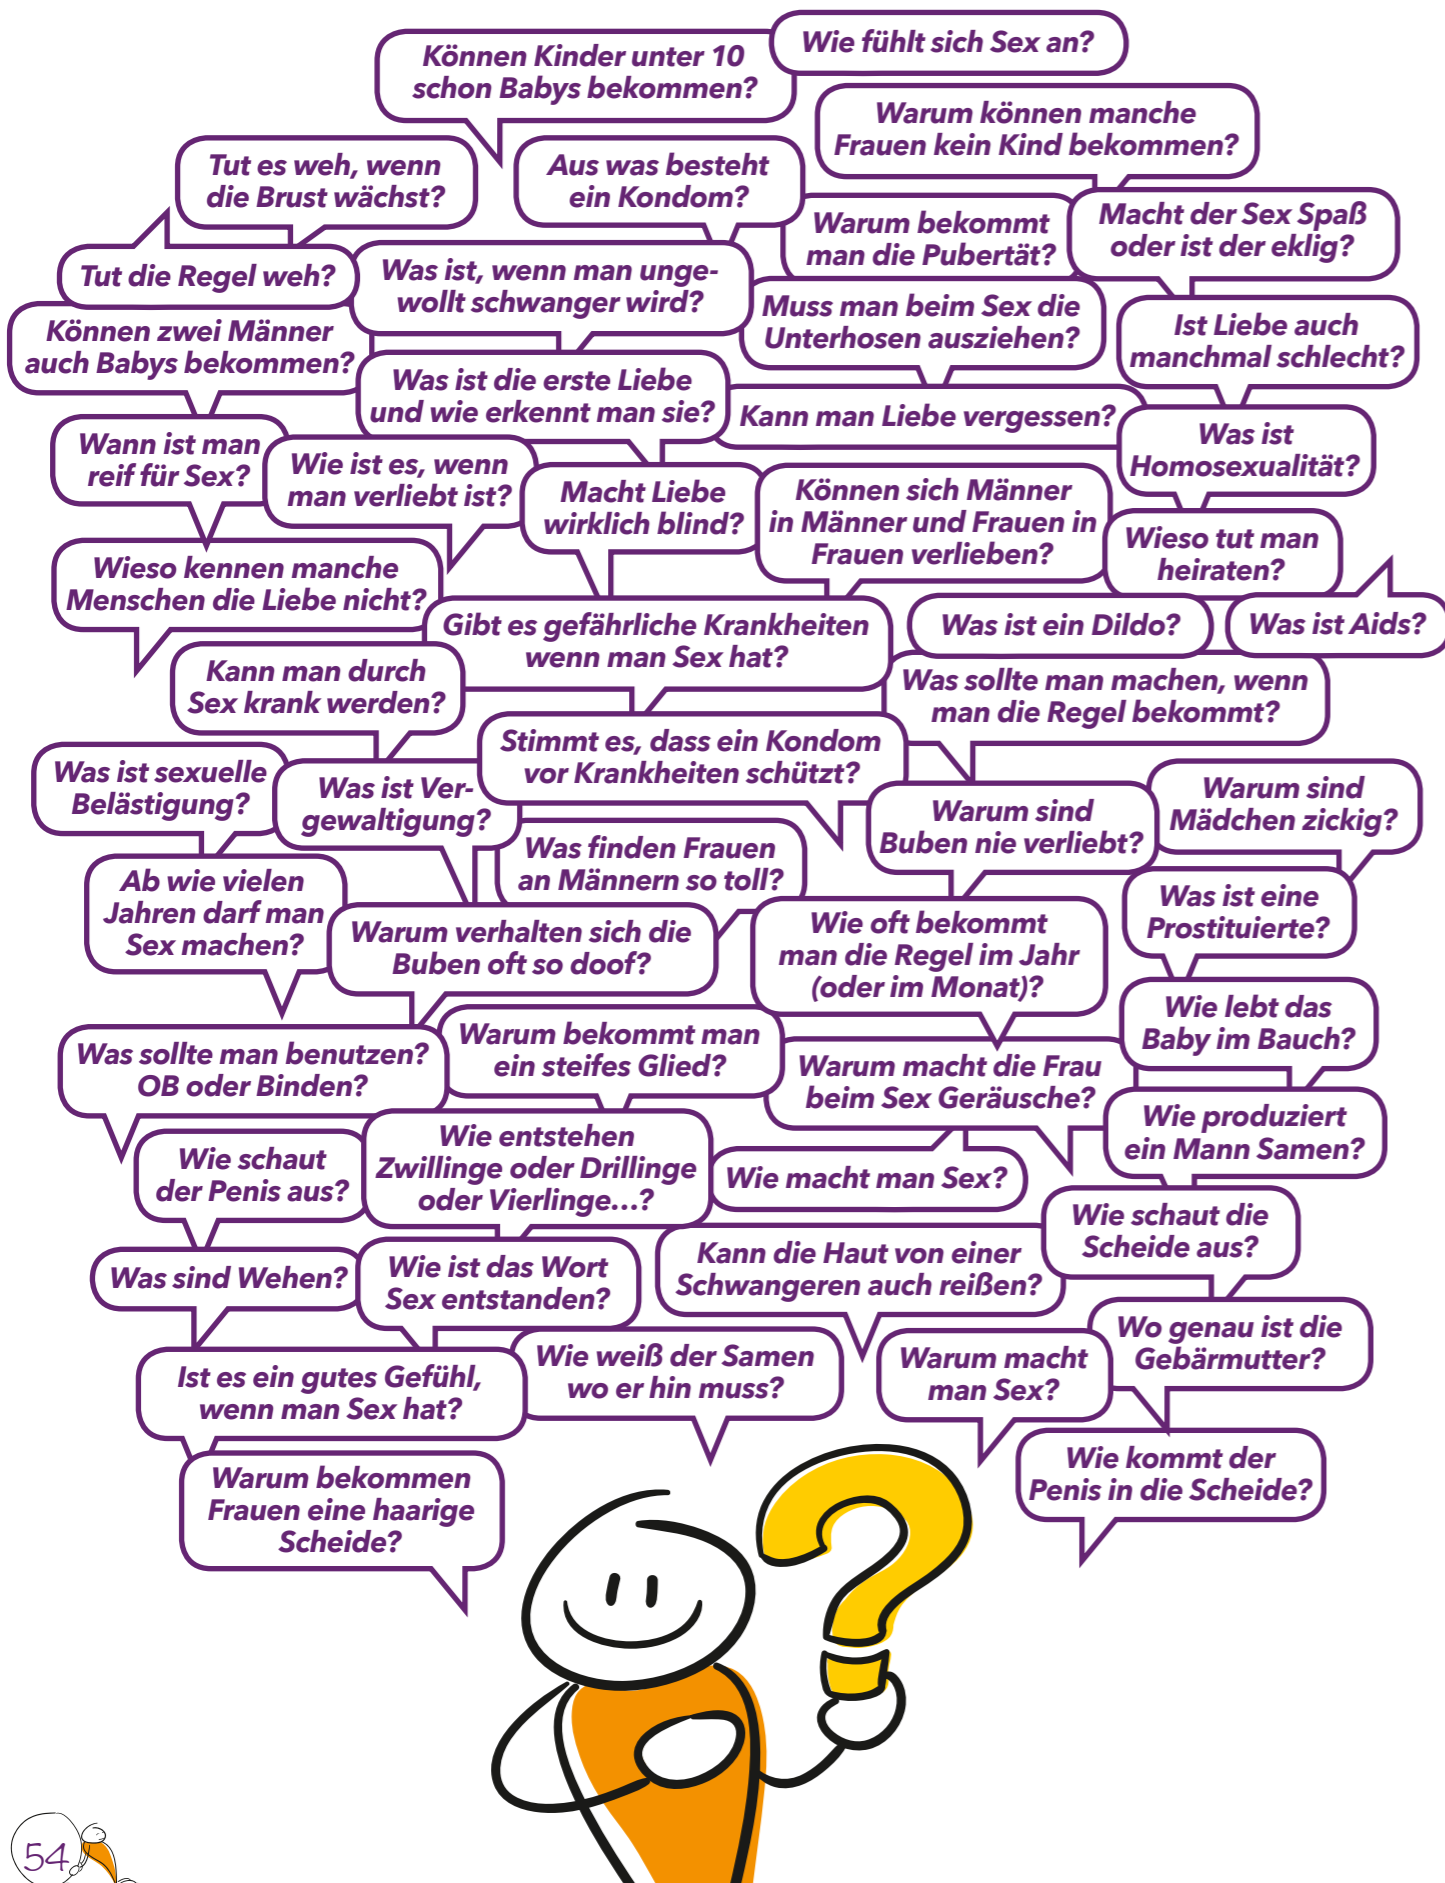 Wie fühlt sich Sex an?
Können Kinder unter 10
schon Babys bekommen?
Warum können manche
Frauen kein Kind bekommen?
Tut es weh, wenn
die Brust wächst?
Aus was besteht
ein Kondom?
Warum bekommt
man die Pubertät?
Macht der Sex Spaß
oder ist der eklig?
Tut die Regel weh?
Was ist, wenn man unge-
wollt schwanger wird?
Muss man beim Sex die
Unterhosen ausziehen?
Ist Liebe auch
manchmal schlecht?
Können zwei Männer
auch Babys bekommen?
Was ist die erste Liebe
und wie erkennt man sie?
Kann man Liebe vergessen?
Was ist
Homosexualität?
Wann ist man
reif für Sex?
Wie ist es, wenn
man verliebt ist?
Macht Liebe
wirklich blind?
Können sich Männer
in Männer und Frauen in
Frauen verlieben?
Wieso tut man
heiraten?
Wieso kennen manche
Menschen die Liebe nicht?
Gibt es gefährliche Krankheiten
wenn man Sex hat?
Was ist ein Dildo?
Was ist Aids?
Kann man durch
Sex krank werden?
Was sollte man machen, wenn
man die Regel bekommt?
Stimmt es, dass ein Kondom
vor Krankheiten schützt?
Was ist sexuelle
Belästigung?
Was ist Ver-
gewaltigung?
Warum sind
Buben nie verliebt?
Warum sind
Mädchen zickig?
Was finden Frauen
an Männern so toll?
Ab wie vielen
Jahren darf man
Sex machen?
Warum verhalten sich die
Buben oft so doof?
Wie oft bekommt
man die Regel im Jahr
(oder im Monat)?
Was ist eine
Prostituierte?
Wie lebt das
Baby im Bauch?
Was sollte man benutzen?
OB oder Binden?
Warum bekommt man
ein steifes Glied?
Warum macht die Frau
beim Sex Geräusche?
Wie produziert
ein Mann Samen?
Wie schaut
der Penis aus?
Wie entstehen
Zwillinge oder Drillinge
oder Vierlinge...?
Wie macht man Sex?
Wie schaut die
Scheide aus?
Was sind Wehen?
Wie ist das Wort
Sex entstanden?
Kann die Haut von einer
Schwangeren auch reißen?
Wo genau ist die
Gebärmutter?
Ist es ein gutes Gefühl,
wenn man Sex hat?
Wie weiß der Samen
wo er hin muss?
Warum macht
man Sex?
Wie kommt der
Penis in die Scheide?
Warum bekommen
Frauen eine haarige
Scheide?
54